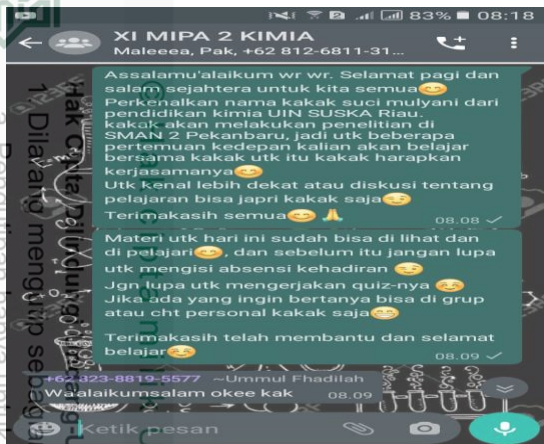 83% 08:18
XI MIPA 2 KIMIA
Maleeea, Pak, +62 812-6811-31...
Assalamu'alaikum wr wr. Selamat pagi dan
salam sejahtera untuk kita semua
Perkenalkan nama kakak suci mulyani dari
pendidikan kimia UIN SUSKA Riau.
kakak akan melakukan penelitian di
SMAN 2 Pekanbaru, jadi utk beberapa
pertemuan kedepan kalian akan belajar
bersama kakak utk itu kakak harapkan
kerjasamanya
Utk kenal lebih dekat atau diskusi tentang
pelajaran bisa japri kakak saja
Terimakasih semua
08.08
Materi utk hari ini sudah bisa di lihat dan
di pelajari, dan sebelum itu jangan lupa
utk mengisi absensi kehadiran
Jgn lupa utk mengerjakan quiz-nya
Jika ada yang ingin bertanya bisa di grup
atau cht personal kakak saja
Terimakasih telah membantu dan selamat
belajar
08.09
+62 823-8819-5577 ~Ummul Fhadilah
Wa'alaikumsalam okee kak 08.09
Ketik pesan
Hak Cipta Dilindungi
1. Dilarang mengutip sebagia
© Hak cipta milik U